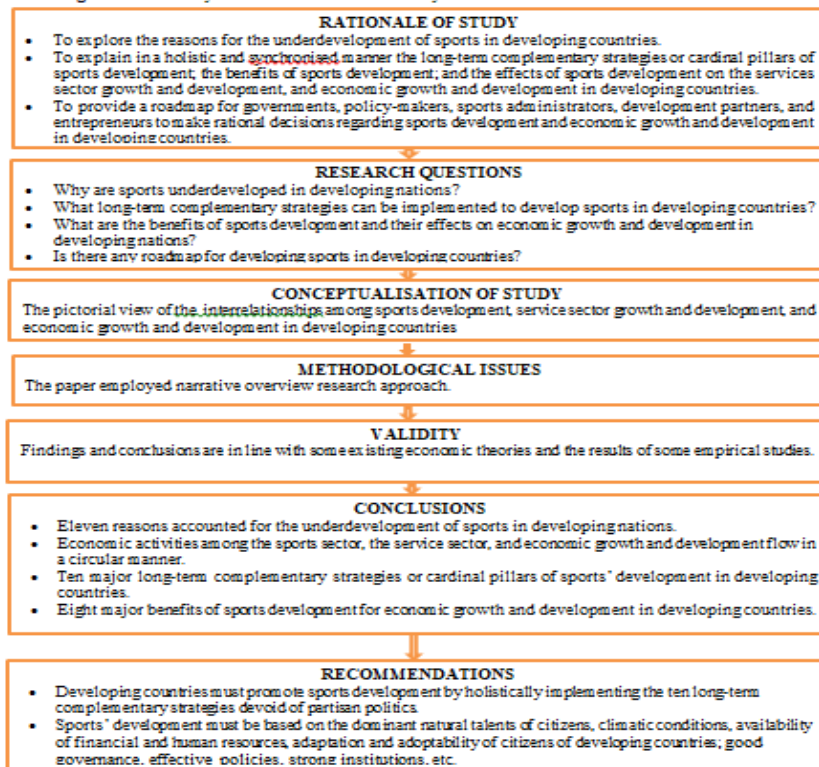 RATIONALE OF STUDY
• To explore the reasons for the underdevelopment of sports in developing countries.
• To explain in a holistic and synchronised manner the long-term complementary strategies or cardinal pillars of
sports development; the benefits of sports development; and the effects of sports development on the services
sector growth and development, and economic growth and development in developing countries.
• To provide a roadmap for governments, policy-makers, sports administrators, development partners, and
entrepreneurs to make rational decisions regarding sports development and economic growth and development
in developing countries.
RESEARCH QUESTIONS
• Why are sports underdeveloped in developing nations?
• What long-term complementary strategies can be implemented to develop sports in developing countries?
• What are the benefits of sports development and their effects on economic growth and development in
developing nations?
• Is there any roadmap for developing sports in developing countries?
CONCEPTUALISATION OF STUDY
The pictorial view of the interrelationships among sports development, service sector growth and development, and
economic growth and development in developing countries
METHODOLOGICAL ISSUES
The paper employed narrative overview research approach.
VALIDITY
Findings and conclusions are in line with some existing economic theories and the results of some empirical studies.
CONCLUSIONS
• Eleven reasons accounted for the underdevelopment of sports in developing nations.
• Economic activities among the sports sector, the service sector, and economic growth and development flow in
a circular manner.
• Ten major long-term complementary strategies or cardinal pillars of sports' development in developing
countries.
• Eight major benefits of sports development for economic growth and development in developing countries.
RECOMMENDATIONS
• Developing countries must promote sports development by holistically implementing the ten long-term
complementary strategies devoid of partisan politics.
• Sports' development must be based on the dominant natural talents of citizens, climatic conditions, availability
of financial and human resources, adaptation and adoptability of citizens of developing countries; good
governance, effective policies, strong institutions, etc.